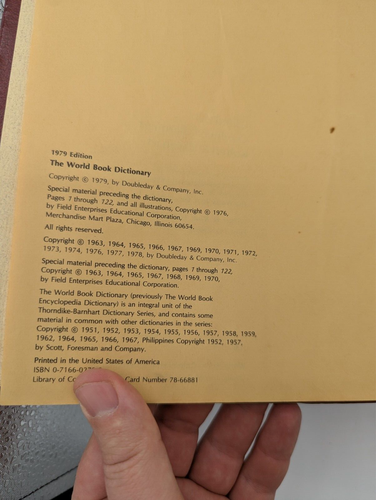 1979 Edition
The World Book Dictionary
Copyright © 1979, by Doubleday & Company, Inc.
Special material preceding the dictionary,
Pages 1 through 122, and all illustrations, Copyright © 1976,
by Field Enterprises Educational Corporation,
Merchandise Mart Plaza, Chicago, Illinois 60654.
All rights reserved.
Copyright © 1963, 1964, 1965, 1966, 1967, 1969, 1970, 1971, 1972,
1973, 1974, 1976, 1977, 1978, by Doubleday & Company, Inc.
Special material preceding the dictionary, pages 1 through 122,
Copyright © 1963, 1964, 1965, 1967, 1968, 1969, 1970,
by Field Enterprises Educational Corporation.
The World Book Dictionary (previously The World Book
Encyclopedia Dictionary) is an integral unit of the
Thorndike-Barnhart Dictionary Series, and contains some
material in common with other dictionaries in the series:
Copyright © 1951, 1952, 1953, 1954, 1955, 1956, 1957, 1958, 1959,
1962, 1964, 1965, 1966, 1967, Philippines Copyright 1952, 1957,
by Scott, Foresman and Company.
Printed in the United States of America
ISBN 0-7166-
Library of Card Number 78-66881